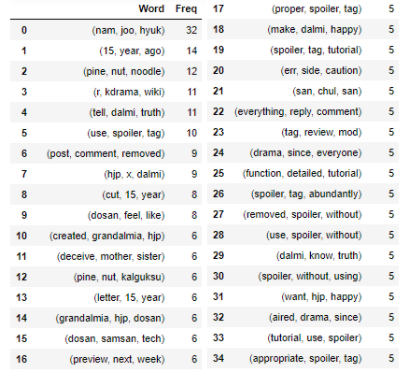 Word Freq
0 (nam, joo, hyuk) 32
1 (15, year, ago) 14
2 (pine, nut, noodle) 12
3 (r, kdrama, wiki) 11
4 (tell, dalmi, truth) 11
5 (use, spoiler, tag) 10
6 (post, comment, removed) 9
7 (hjp, x, dalmi) 9
8 (cut, 15, year) 8
9 (dosan, feel, like) 8
10 (created, grandalmia, hjp) 6
11 (deceive, mother, sister) 6
12 (pine, nut, kalguksu) 6
13 (letter, 15, year) 6
14 (grandalmia, hjp, dosan) 6
15 (dosan, samsan, tech) 6
16 (preview, next, week) 6
17 (proper, spoiler, tag) 5
18 (make, dalmi, happy) 5
19 (spoiler, tag, tutorial) 5
20 (err, side, caution) 5
21 (san, chul, san) 5
22 (everything, reply, comment) 5
23 (tag, review, mod) 5
24 (drama, since, everyone) 5
25 (function, detailed, tutorial) 5
26 (spoiler, tag, abundantly) 5
27 (removed, spoiler, without) 5
28 (use, spoiler, without) 5
29 (dalmi, know, truth) 5
30 (spoiler, without, using) 5
31 (want, hjp, happy) 5
32 (aired, drama, since) 5
33 (tutorial, use, spoiler) 5
34 (appropriate, spoiler, tag) 5